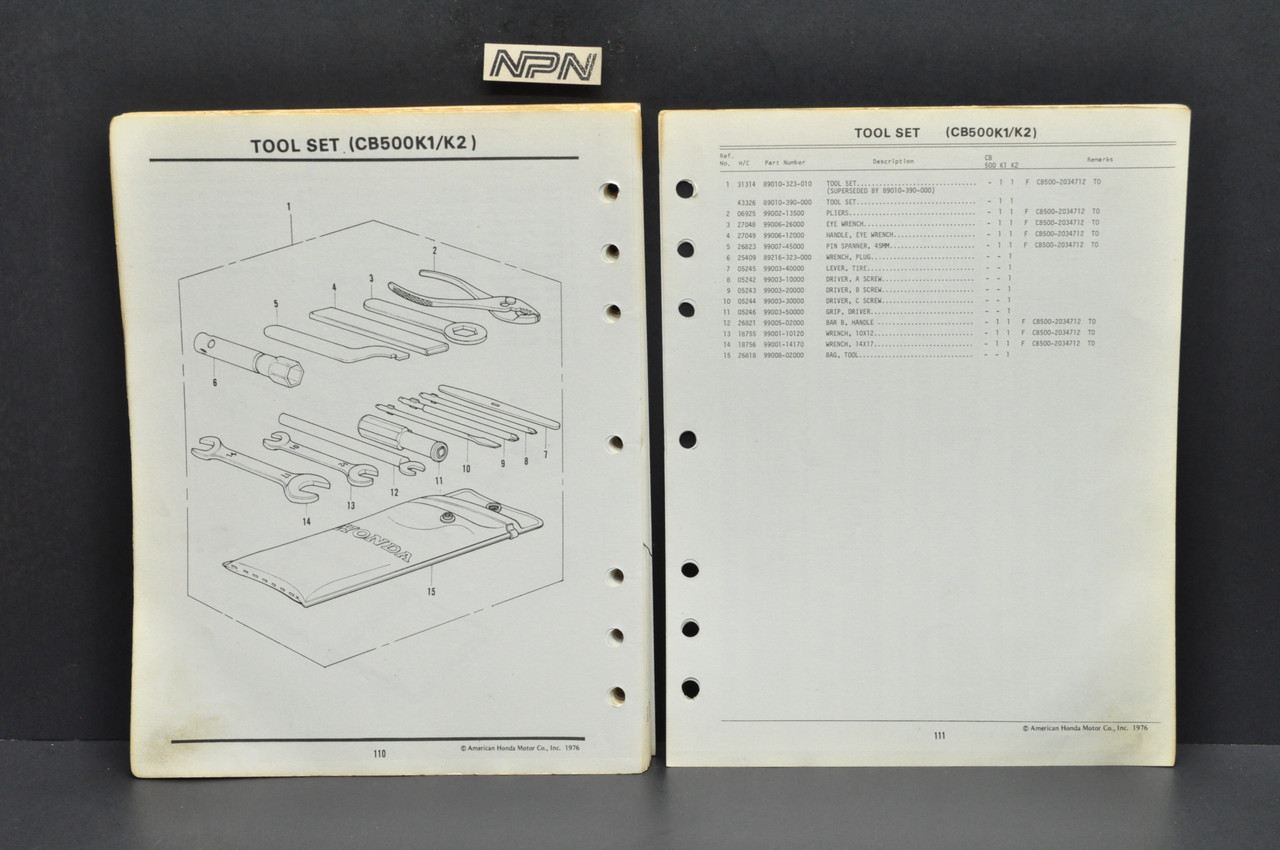 NPN
TOOL SET (CB500K1/K2)
1
2
3
4
5
6
7
8
9
10
11
12
13
14
HONDA
15
110
© American Honda Motor Co., Inc. 1976
TOOL SET (CB500K1/K2)
Ref. No. H/C Part Number Description CB 500 K1 K2 Remarks
1 31314 89010-323-010 TOOL SET - 1 1 F CB500-2034712 TO
(SUPERSEDED BY 89010-390-000)
43326 89010-390-000 TOOL SET - 1 1
2 06925 99002-13500 PLIERS - 1 1 F CB500-2034712 TO
3 27048 99006-26000 EYE WRENCH - 1 1 F CB500-2034712 TO
4 27049 99006-12000 HANDLE, EYE WRENCH - 1 1 F CB500-2034712 TO
5 26823 99007-45000 PIN SPANNER, 45MM - 1 1 F CB500-2034712 TO
6 25409 89216-323-000 WRENCH, PLUG - - 1
7 05245 99003-40000 LEVER, TIRE - - 1
8 05242 99003-10000 DRIVER, A SCREW - - 1
9 05243 99003-20000 DRIVER, B SCREW - - 1
10 05244 99003-30000 DRIVER, C SCREW - - 1
11 05246 99003-50000 GRIP, DRIVER - - 1
12 26821 99005-02000 BAR B, HANDLE - 1 1 F CB500-2034712 TO
13 18755 99001-10120 WRENCH, 10X12 - 1 1 F CB500-2034712 TO
14 18756 99001-14170 WRENCH, 14X17 - 1 1 F CB500-2034712 TO
15 26818 99008-02000 BAG, TOOL - - 1
111
© American Honda Motor Co., Inc. 1976